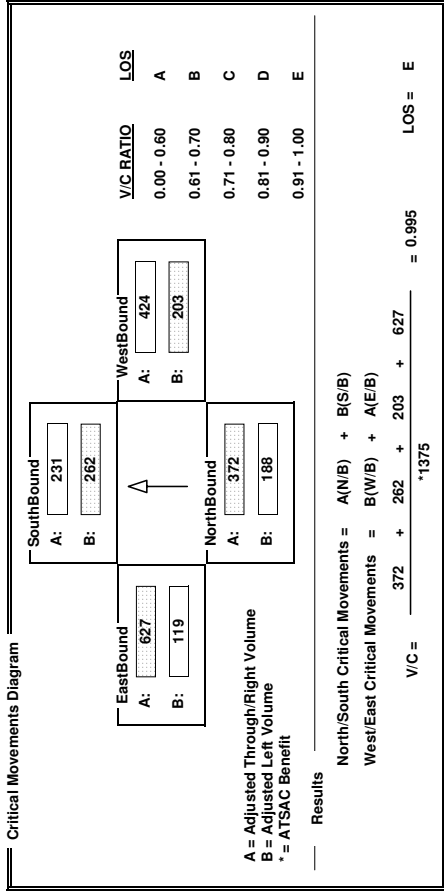 Critical Movements Diagram
SouthBound
A: 231
B: 262
EastBound
A: 627
B: 119
WestBound
A: 424
B: 203
NorthBound
A: 372
B: 188
V/C RATIO LOS
0.00 - 0.60 A
0.61 - 0.70 B
0.71 - 0.80 C
0.81 - 0.90 D
0.91 - 1.00 E
A = Adjusted Through/Right Volume
B = Adjusted Left Volume
* = ATSAC Benefit
Results
North/South Critical Movements = A(N/B) + B(S/B)
West/East Critical Movements = B(W/B) + A(E/B)
V/C = 372 + 262 + 203 + 627 = 0.995 LOS = E
*1375